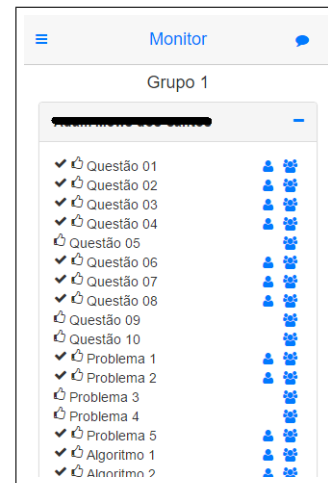 Monitor
Grupo 1
Questão 01
Questão 02
Questão 03
Questão 04
Questão 05
Questão 06
Questão 07
Questão 08
Questão 09
Questão 10
Problema 1
Problema 2
Problema 3
Problema 4
Problema 5
Algoritmo 1
Algoritmo 2